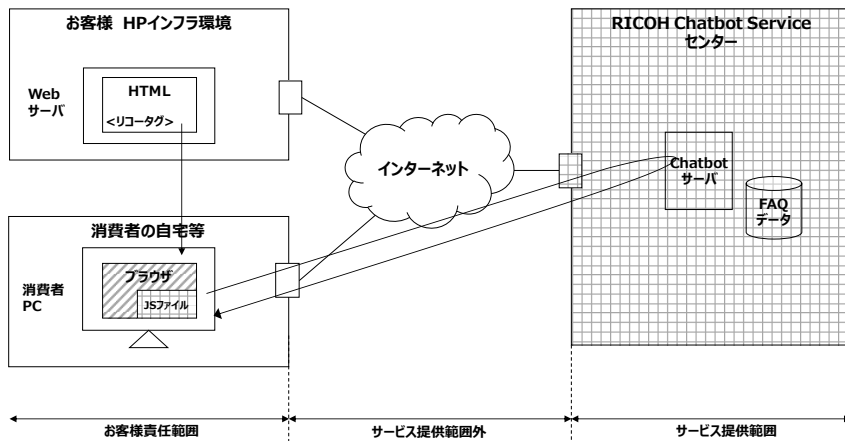 お客様 HPインフラ環境
Web
サーバ
HTML
<リコータグ>
RICOH Chatbot Service
センター
インターネット
Chatbot
サーバ
FAQ
データ
消費者の自宅等
消費者
PC
ブラウザ
JSファイル
お客様責任範囲
サービス提供範囲外
サービス提供範囲